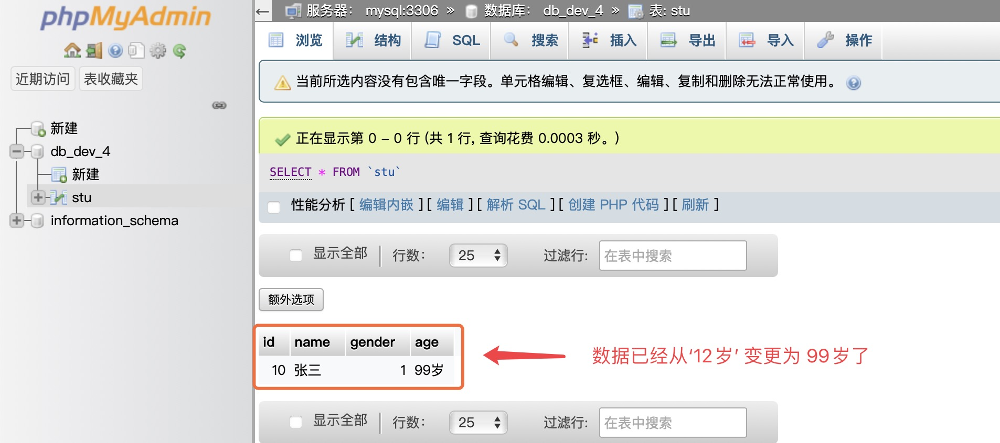 phpMyAdmin
近期访问 表收藏夹
新建
db_dev_4
新建
stu
information_schema
服务器： mysql:3306 » 数据库： db_dev_4 » 表: stu
浏览 结构 SQL 搜索 插入 导出 导入 操作
当前所选内容没有包含唯一字段。单元格编辑、复选框、编辑、复制和删除无法正常使用。
正在显示第 0 - 0 行 (共 1 行, 查询花费 0.0003 秒。)
SELECT * FROM `stu`
性能分析 [ 编辑内嵌 ] [ 编辑 ] [ 解析 SQL ] [ 创建 PHP 代码 ] [ 刷新 ]
显示全部 | 行数： 25 过滤行: 在表中搜索
额外选项
id name gender age
10 张三 1 99岁
数据已经从‘12岁’ 变更为 99岁了
显示全部 | 行数： 25 过滤行: 在表中搜索